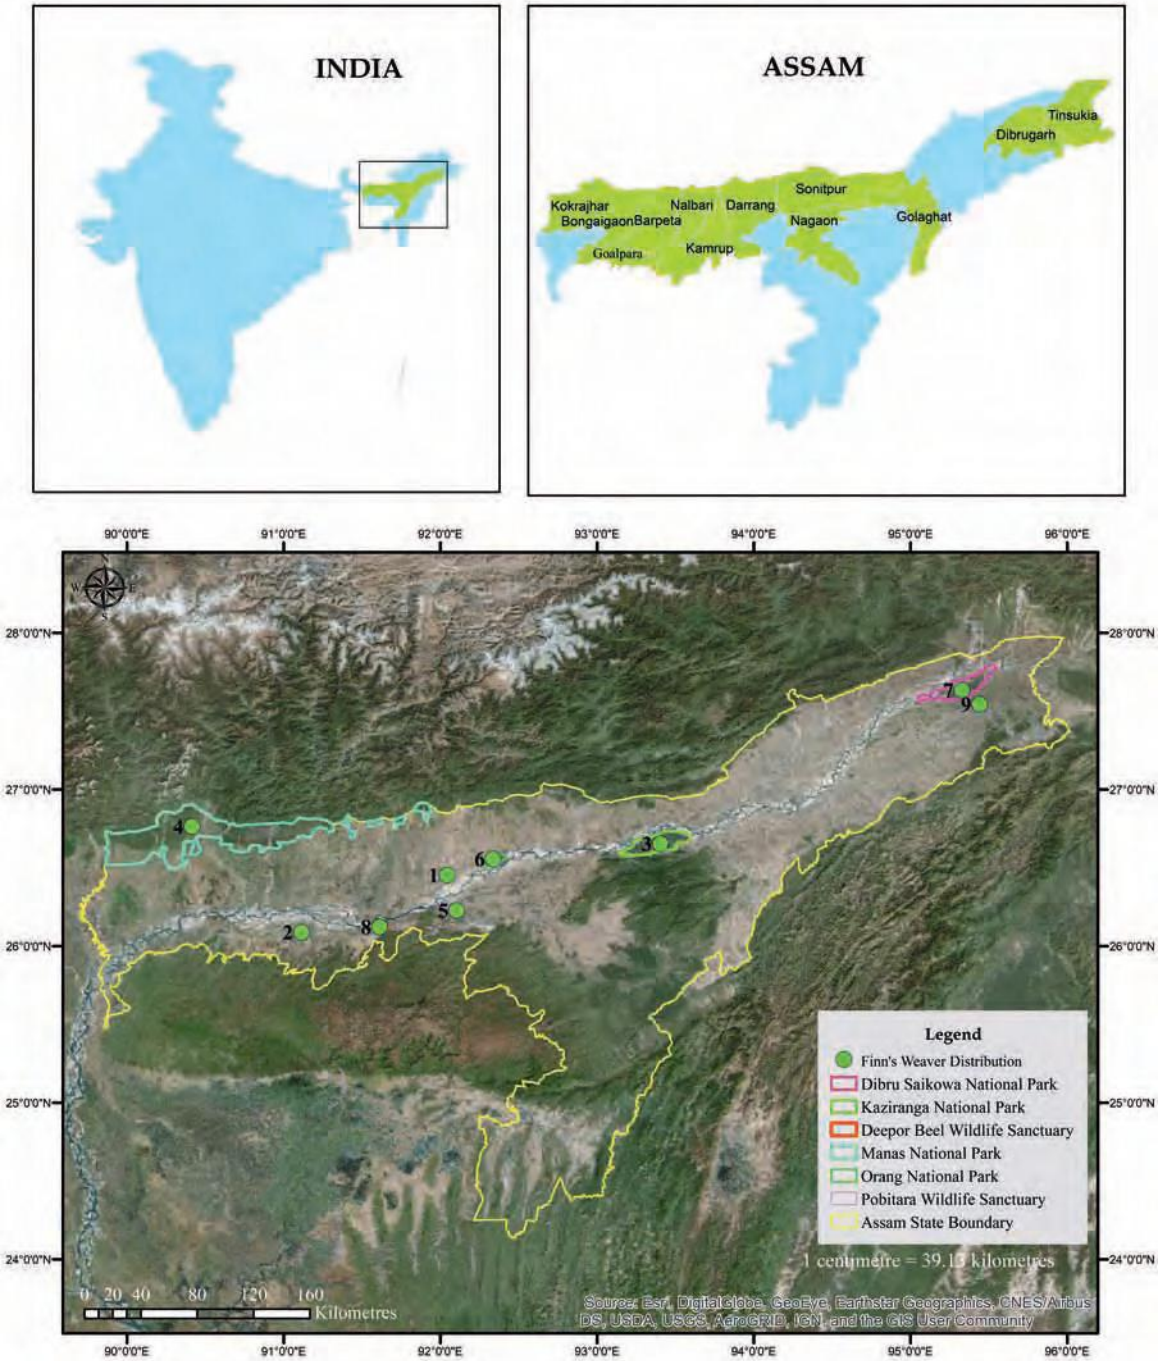 INDIA
ASSAM
Tinsukia
Dibrugarh
Sonitpur
Kokrajhar
Nalbari
Darrang
Bongaigaon
Barpeta
Nagaon
Golaghat
Goalpara
Kamrup
90°0'0"E 91°0'0"E 92°0'0"E 93°0'0"E 94°0'0"E 95°0'0"E 96°0'0"E
N
W E
S
28°0'0"N 28°0'0"N
7
9
27°0'0"N 27°0'0"N
4
3
6
1
5
8
2
26°0'0"N 26°0'0"N
Legend
Finn's Weaver Distribution
Dibru Saikowa National Park
Kaziranga National Park
Deepor Beel Wildlife Sanctuary
Manas National Park
Orang National Park
Pobitara Wildlife Sanctuary
Assam State Boundary
25°0'0"N 25°0'0"N
24°0'0"N 24°0'0"N
1 centimetre = 39.13 kilometres
0 20 40 80 120 160
Kilometres
Source: Esri, DigitalGlobe, GeoEye, Earthstar Geographics, CNES/Airbus
DS, USDA, USGS, AeroGRID, IGN, and the GIS User Community
90°0'0"E 91°0'0"E 92°0'0"E 93°0'0"E 94°0'0"E 95°0'0"E 96°0'0"E